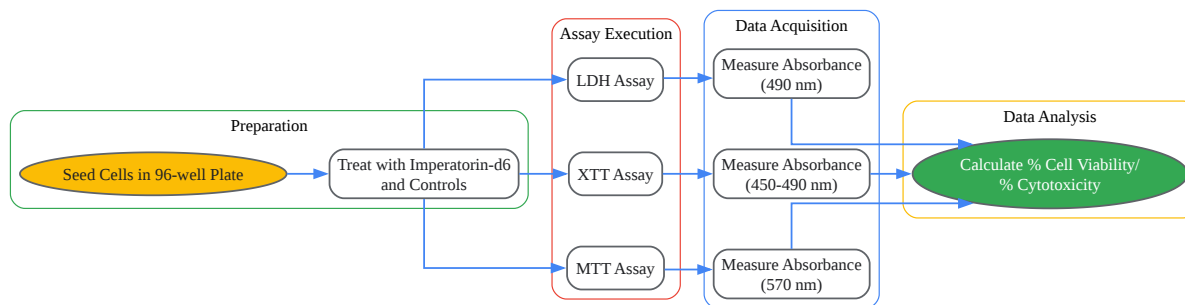 Preparation
Seed Cells in 96-well Plate
Treat with Imperatorin-d6
and Controls
Assay Execution
LDH Assay
XTT Assay
MTT Assay
Data Acquisition
Measure Absorbance
(490 nm)
Measure Absorbance
(450-490 nm)
Measure Absorbance
(570 nm)
Data Analysis
Calculate % Cell Viability/
% Cytotoxicity